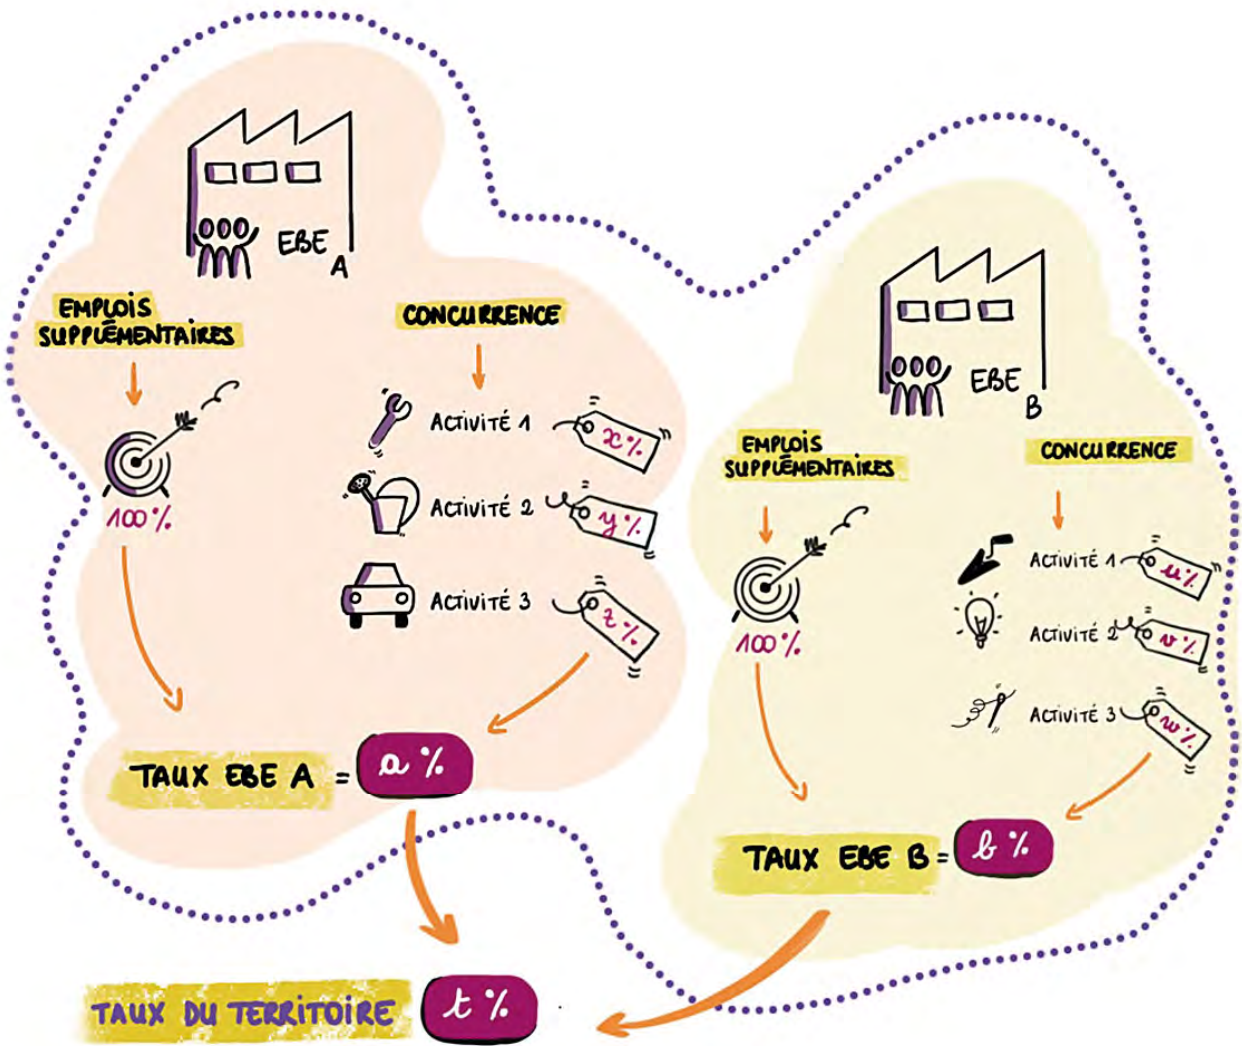 EBE A
EMPLOIS
SUPPLÉMENTAIRES
100 %
CONCURRENCE
ACTIVITÉ 1
x %
ACTIVITÉ 2
y %
ACTIVITÉ 3
z %
TAUX EBE A = a %
EBE B
EMPLOIS
SUPPLÉMENTAIRES
100 %
CONCURRENCE
ACTIVITÉ 1
u %
ACTIVITÉ 2
v %
ACTIVITÉ 3
w %
TAUX EBE B = b %
TAUX DU TERRITOIRE t %